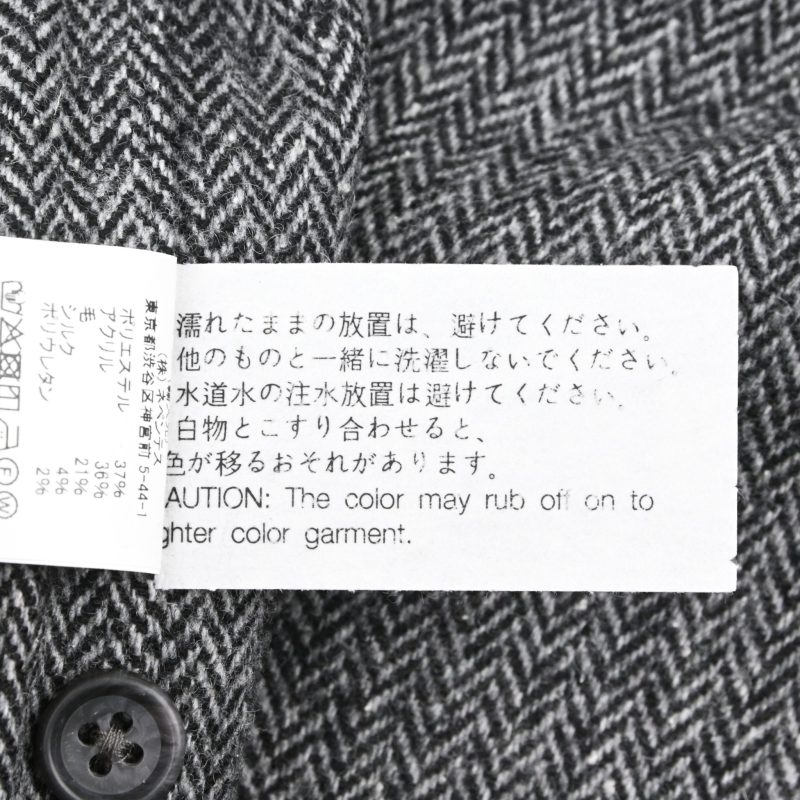 濡れたままの放置は、避けてください。
他のものと一緒に洗濯しないでください。
水道水の注水放置は避けてください。
白物とこすり合わせると、
色が移るおそれがあります。
AUTION: The color may rub off on to
ghter color garment.
ポリエステル 37%
アクリル 36%
毛 21%
シルク 4%
ポリウレタン 2%
(株)ネペンテス
東京都渋谷区神宮前 5-44-1
F
W